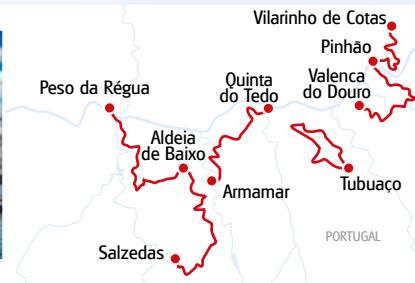 Vilarinho de Cotas
Pinhão
Valenca
do Douro
Quinta
do Tedo
Peso da Régua
Aldeia
de Baixo
Armamar
Tubuaço
PORTUGAL
Salzedas